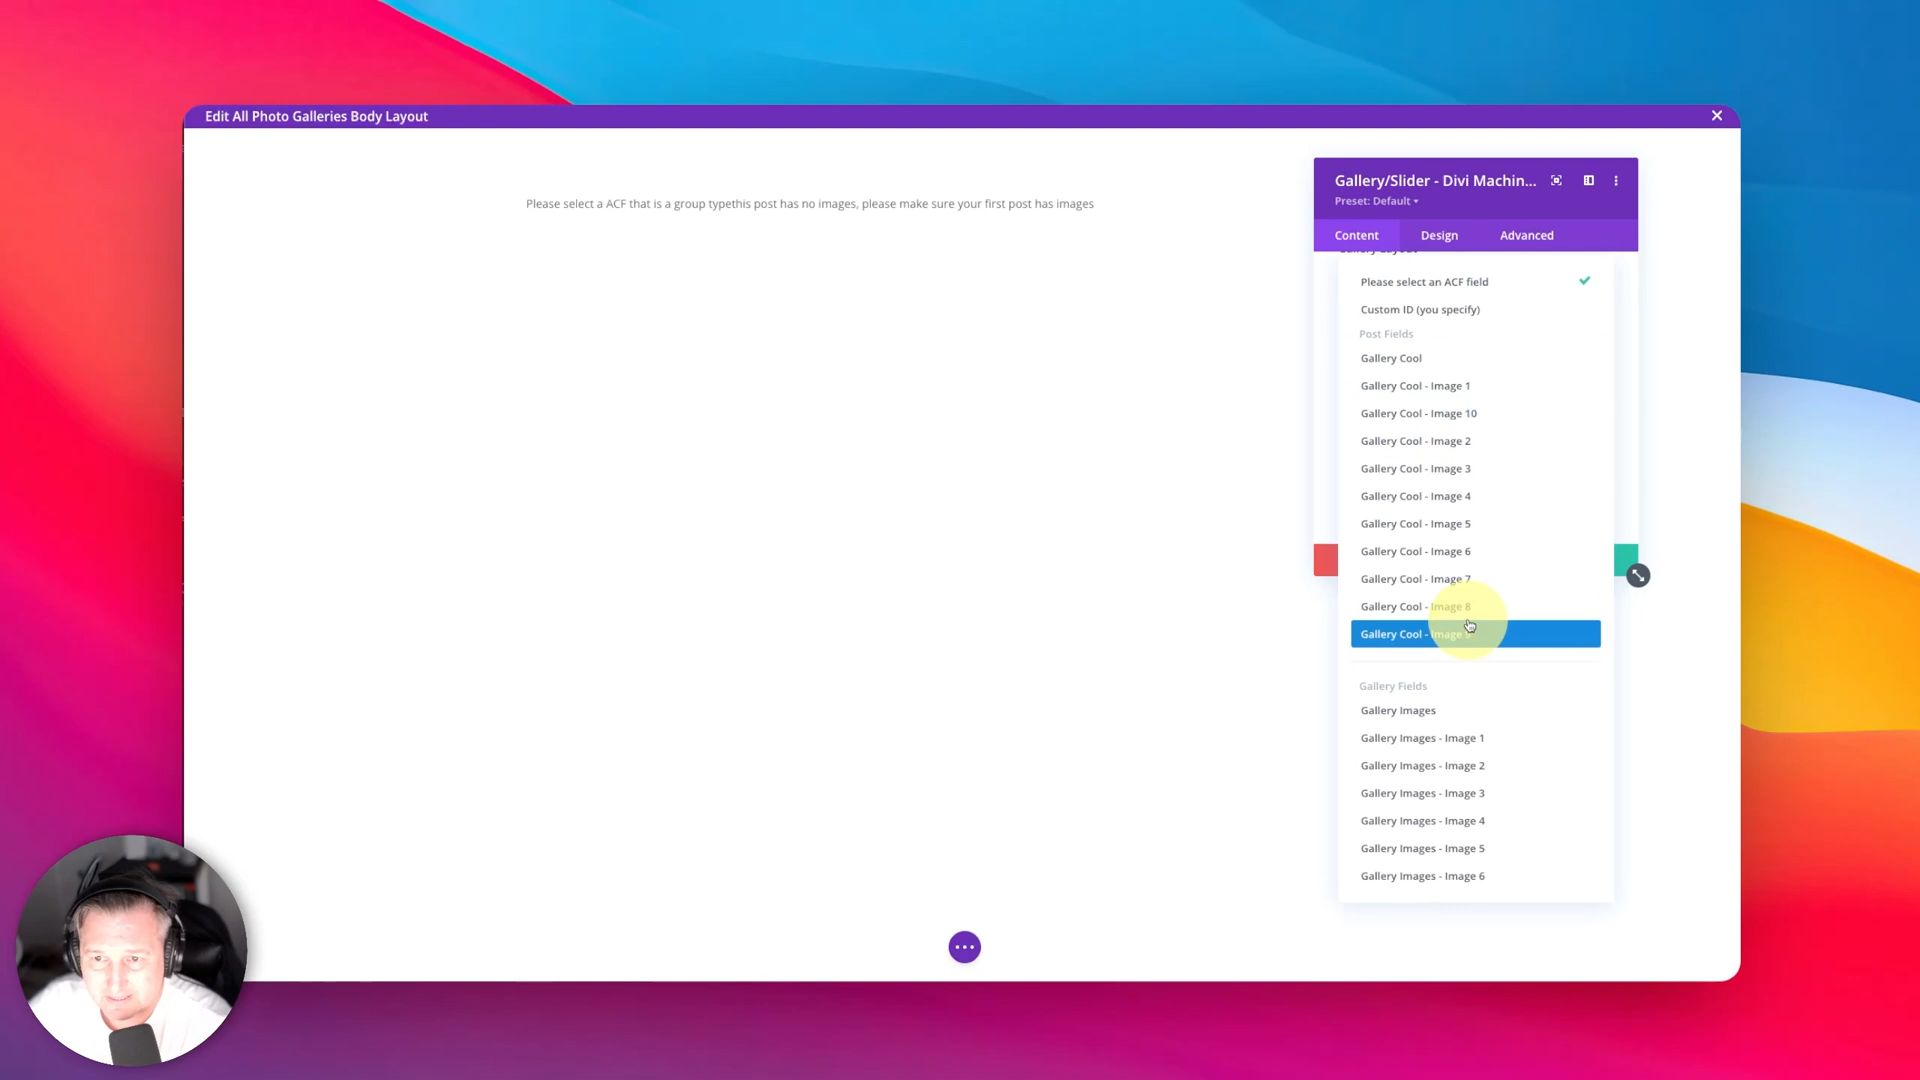 Edit All Photo Galleries Body Layout
Please select a ACF that is a group typethis post has no images, please make sure your first post has images
Gallery/Slider - Divi Machin...
Preset: Default
Content
Design
Advanced
Please select an ACF field
Custom ID (you specify)
Post Fields
Gallery Cool
Gallery Cool - Image 1
Gallery Cool - Image 10
Gallery Cool - Image 2
Gallery Cool - Image 3
Gallery Cool - Image 4
Gallery Cool - Image 5
Gallery Cool - Image 6
Gallery Cool - Image 7
Gallery Cool - Image 8
Gallery Cool - Image
Gallery Fields
Gallery Images
Gallery Images - Image 1
Gallery Images - Image 2
Gallery Images - Image 3
Gallery Images - Image 4
Gallery Images - Image 5
Gallery Images - Image 6